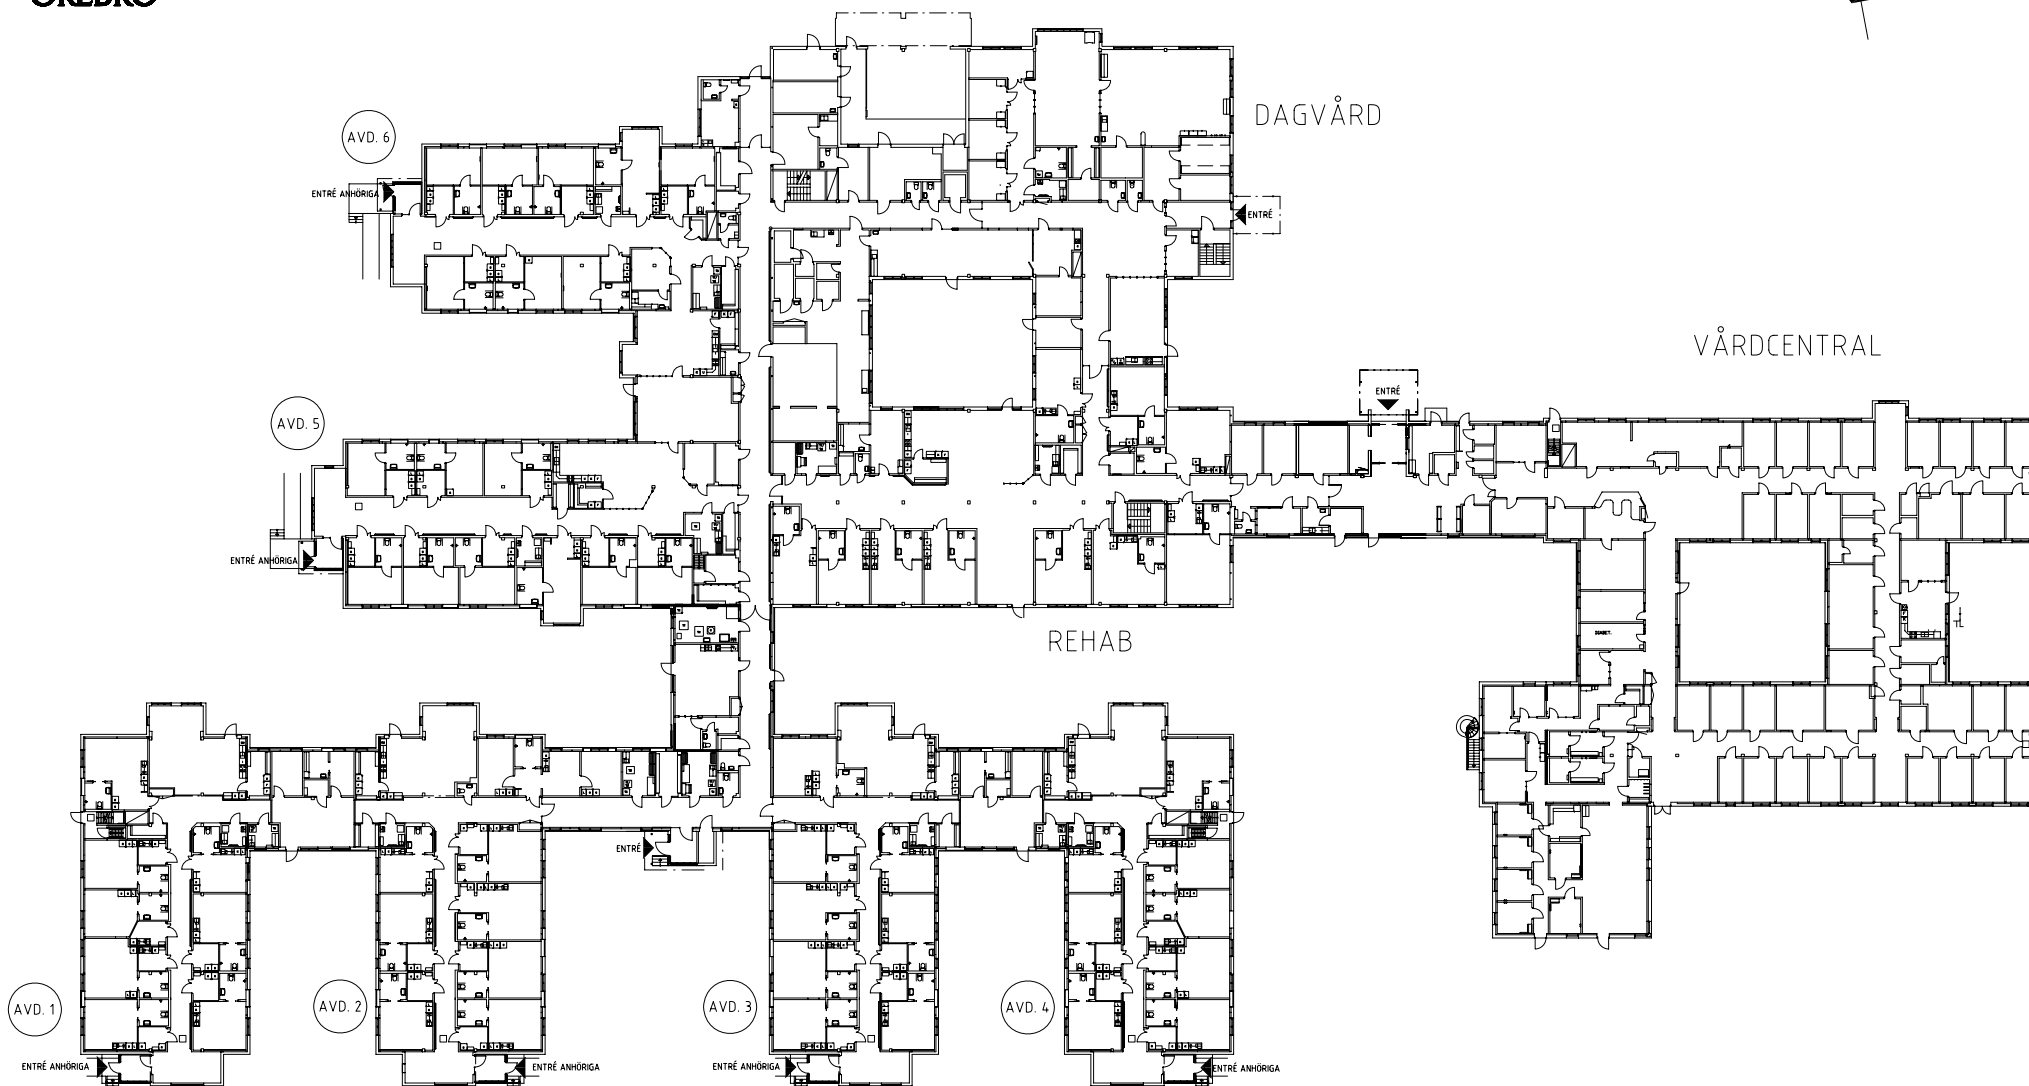 ÖREBRO
DAGVÅRD
AVD. 6
ENTRÉ ANHÖRIGA
ENTRÉ
VÅRDCENTRAL
ENTRÉ
AVD. 5
ENTRÉ ANHÖRIGA
REHAB
DIABET.
ENTRÉ
AVD. 1
AVD. 2
AVD. 3
AVD. 4
ENTRÉ ANHÖRIGA
ENTRÉ ANHÖRIGA
ENTRÉ ANHÖRIGA
ENTRÉ ANHÖRIGA